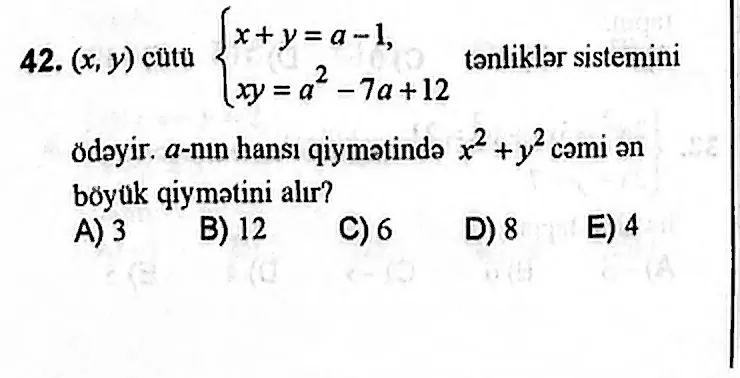 42. (x, y) cütü { x + y = a − 1,
xy = a² − 7a + 12 tənliklər sistemini
ödəyir. a-nın hansı qiymətində x² + y² cəmi ən
böyük qiymətini alır?
A) 3 B) 12 C) 6 D) 8 E) 4